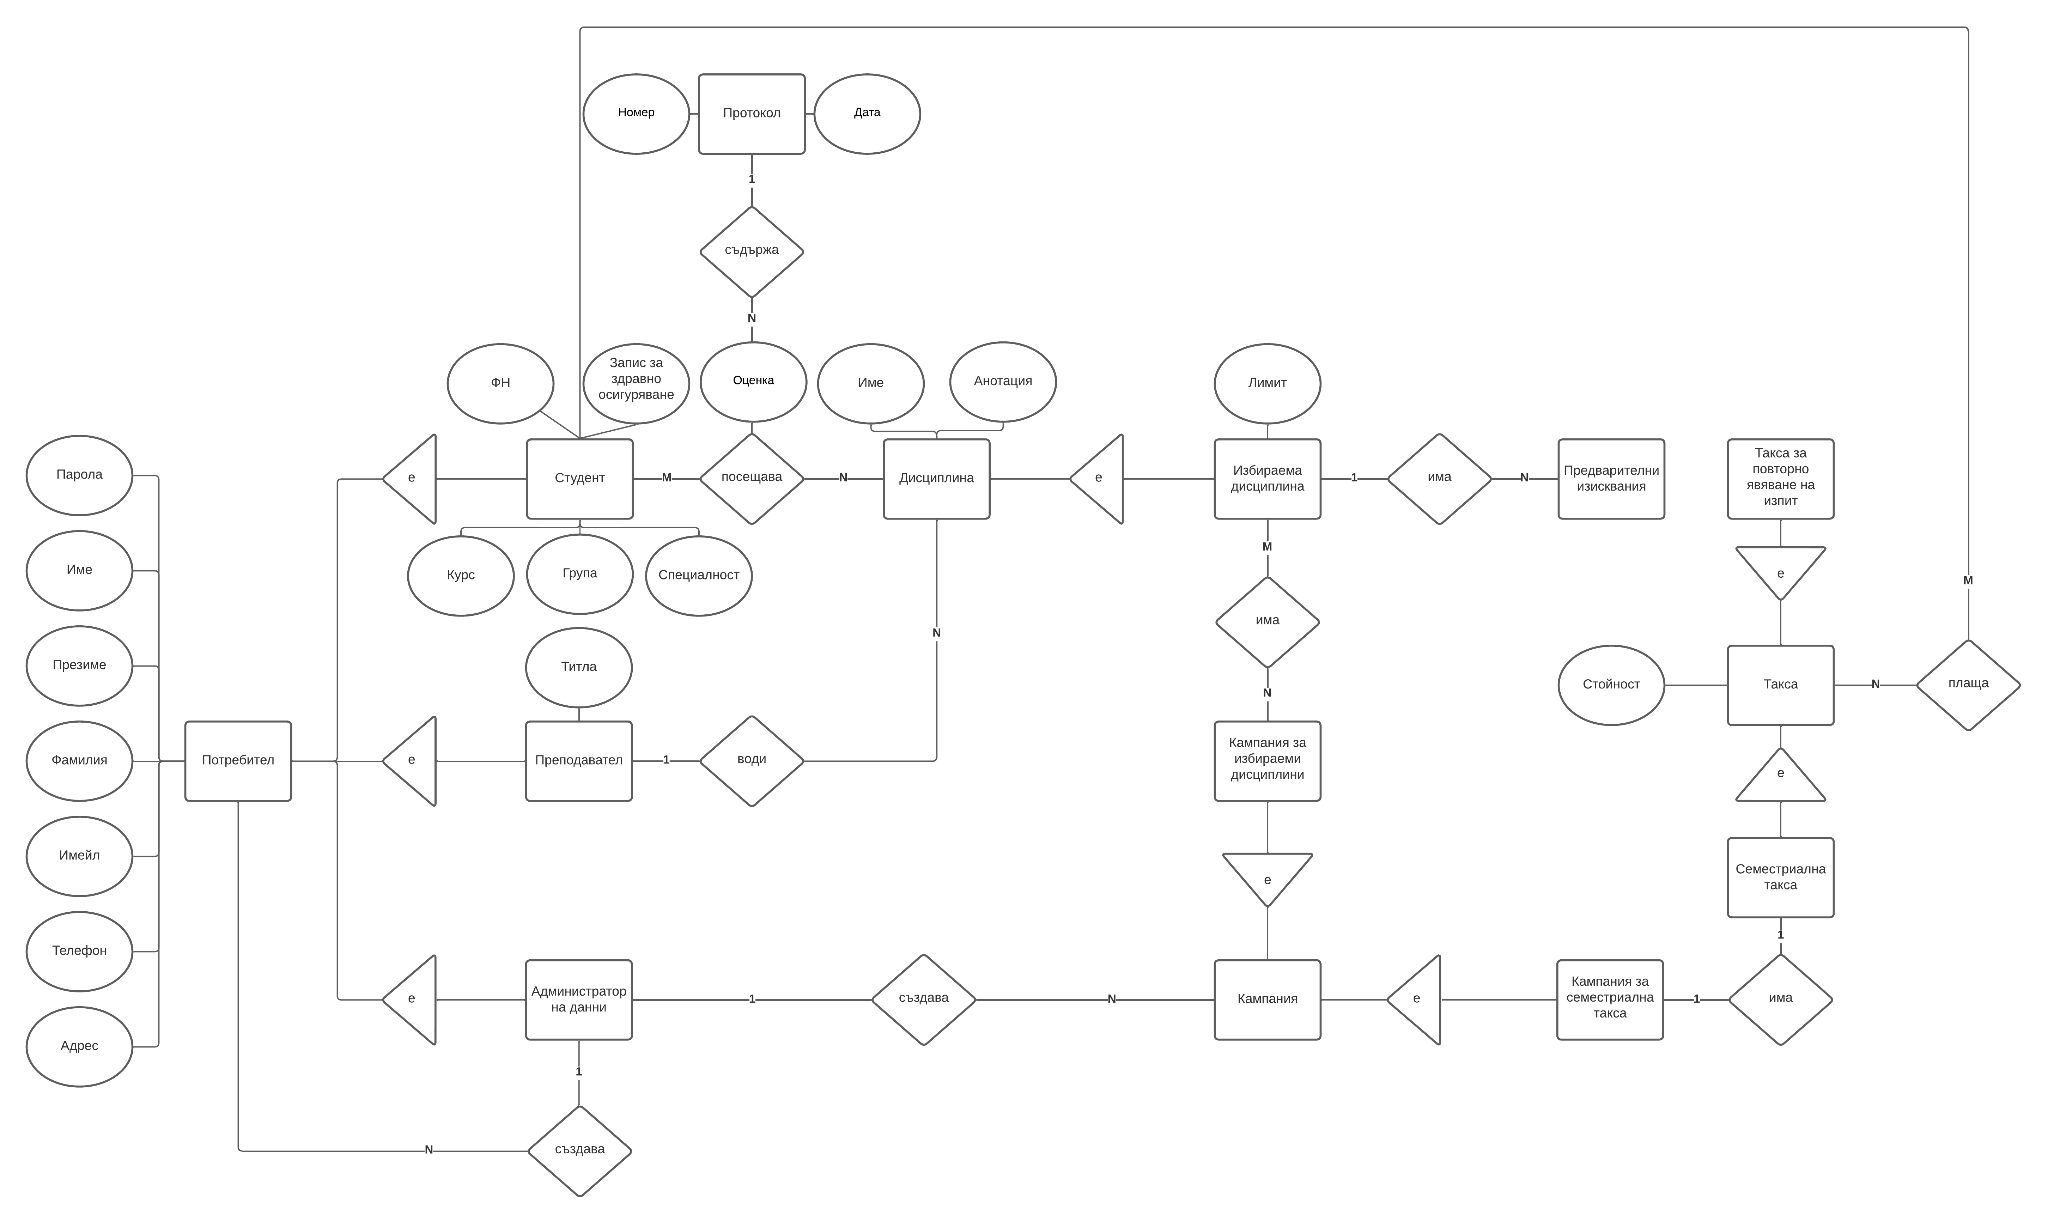 Номер
Протокол
Дата
1
съдържа
N
ФН
Запис за
здравно
осигуряване
Оценка
Име
Анотация
Лимит
Парола
е
Студент
M
посещава
N
Дисциплина
е
Избираема
дисциплина
1
има
N
Предварителни
изисквания
Такса за
повторно
явяване на
изпит
Име
Курс
Група
Специалност
M
е
M
N
има
Презиме
Титла
Стойност
Такса
N
плаща
N
Фамилия
Потребител
е
Преподавател
1
води
Кампания за
избираеми
дисциплини
е
Имейл
е
Семестриална
такса
Телефон
1
е
Администратор
на данни
1
създава
N
Кампания
е
Кампания за
семестриална
такса
1
има
Адрес
1
N
създава